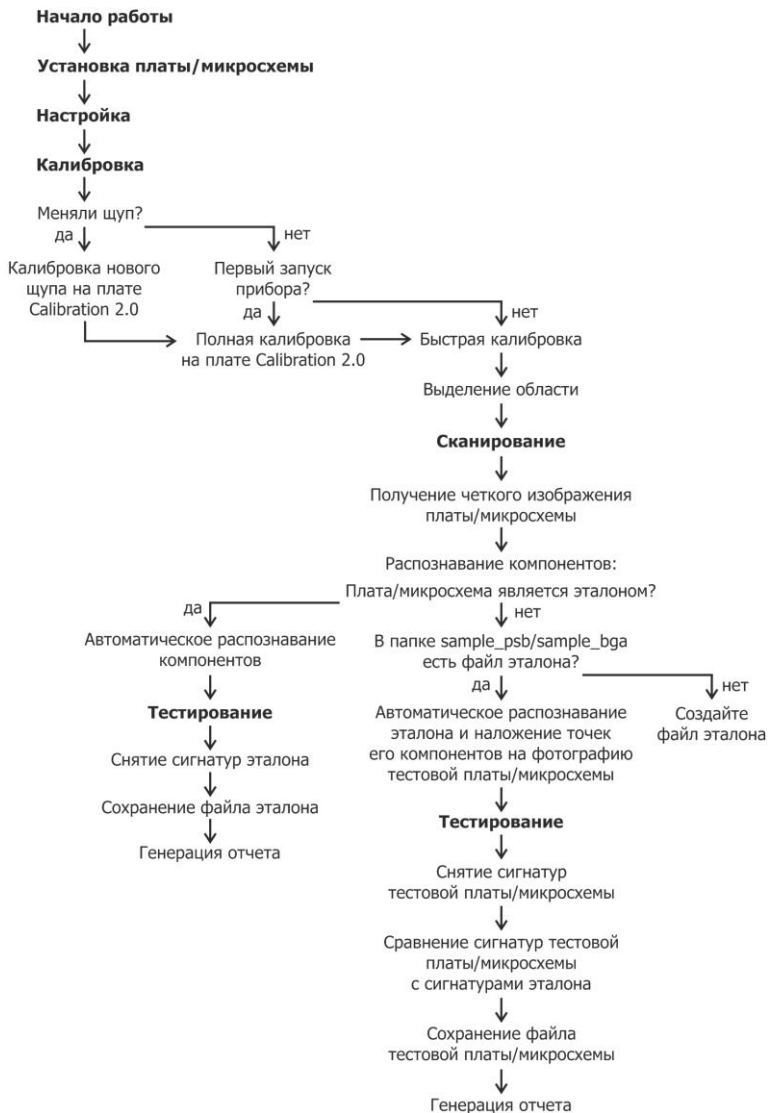 Начало работы
Установка платы/микросхемы
Настройка
Калибровка
Меняли щуп?
да
нет
Калибровка нового
щупа на плате
Calibration 2.0
Первый запуск
прибора?
да
нет
Полная калибровка
на плате Calibration 2.0
Быстрая калибровка
Выделение области
Сканирование
Получение четкого изображения
платы/микросхемы
Распознавание компонентов:
Плата/микросхема является эталоном?
да
нет
Автоматическое распознавание
компонентов
Тестирование
Снятие сигнатур эталона
Сохранение файла эталона
Генерация отчета
В папке sample_psb/sample_bga
есть файл эталона?
да
нет
Автоматическое распознавание
эталона и наложение точек
его компонентов на фотографию
тестовой платы/микросхемы
Создайте
файл эталона
Тестирование
Снятие сигнатур
тестовой платы/микросхемы
Сравнение сигнатур тестовой
платы/микросхемы
с сигнатурами эталона
Сохранение файла
тестовой платы/микросхемы
Генерация отчета